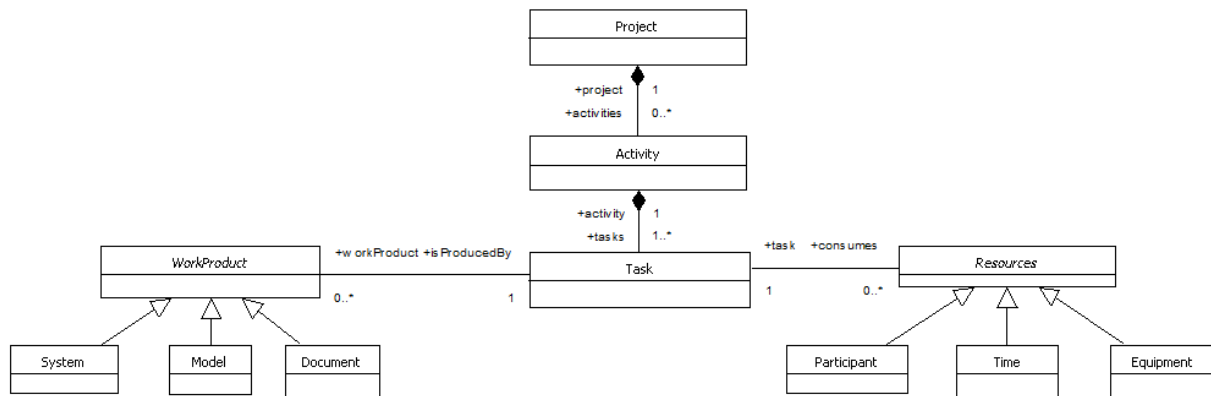 Project
+project 1
+activities 0..*
Activity
+activity 1
+tasks 1..*
WorkProduct
+w orkProduct +isProducedBy
0..* 1
Task
+task +consumes
1 0..*
Resources
System
Model
Document
Participant
Time
Equipment